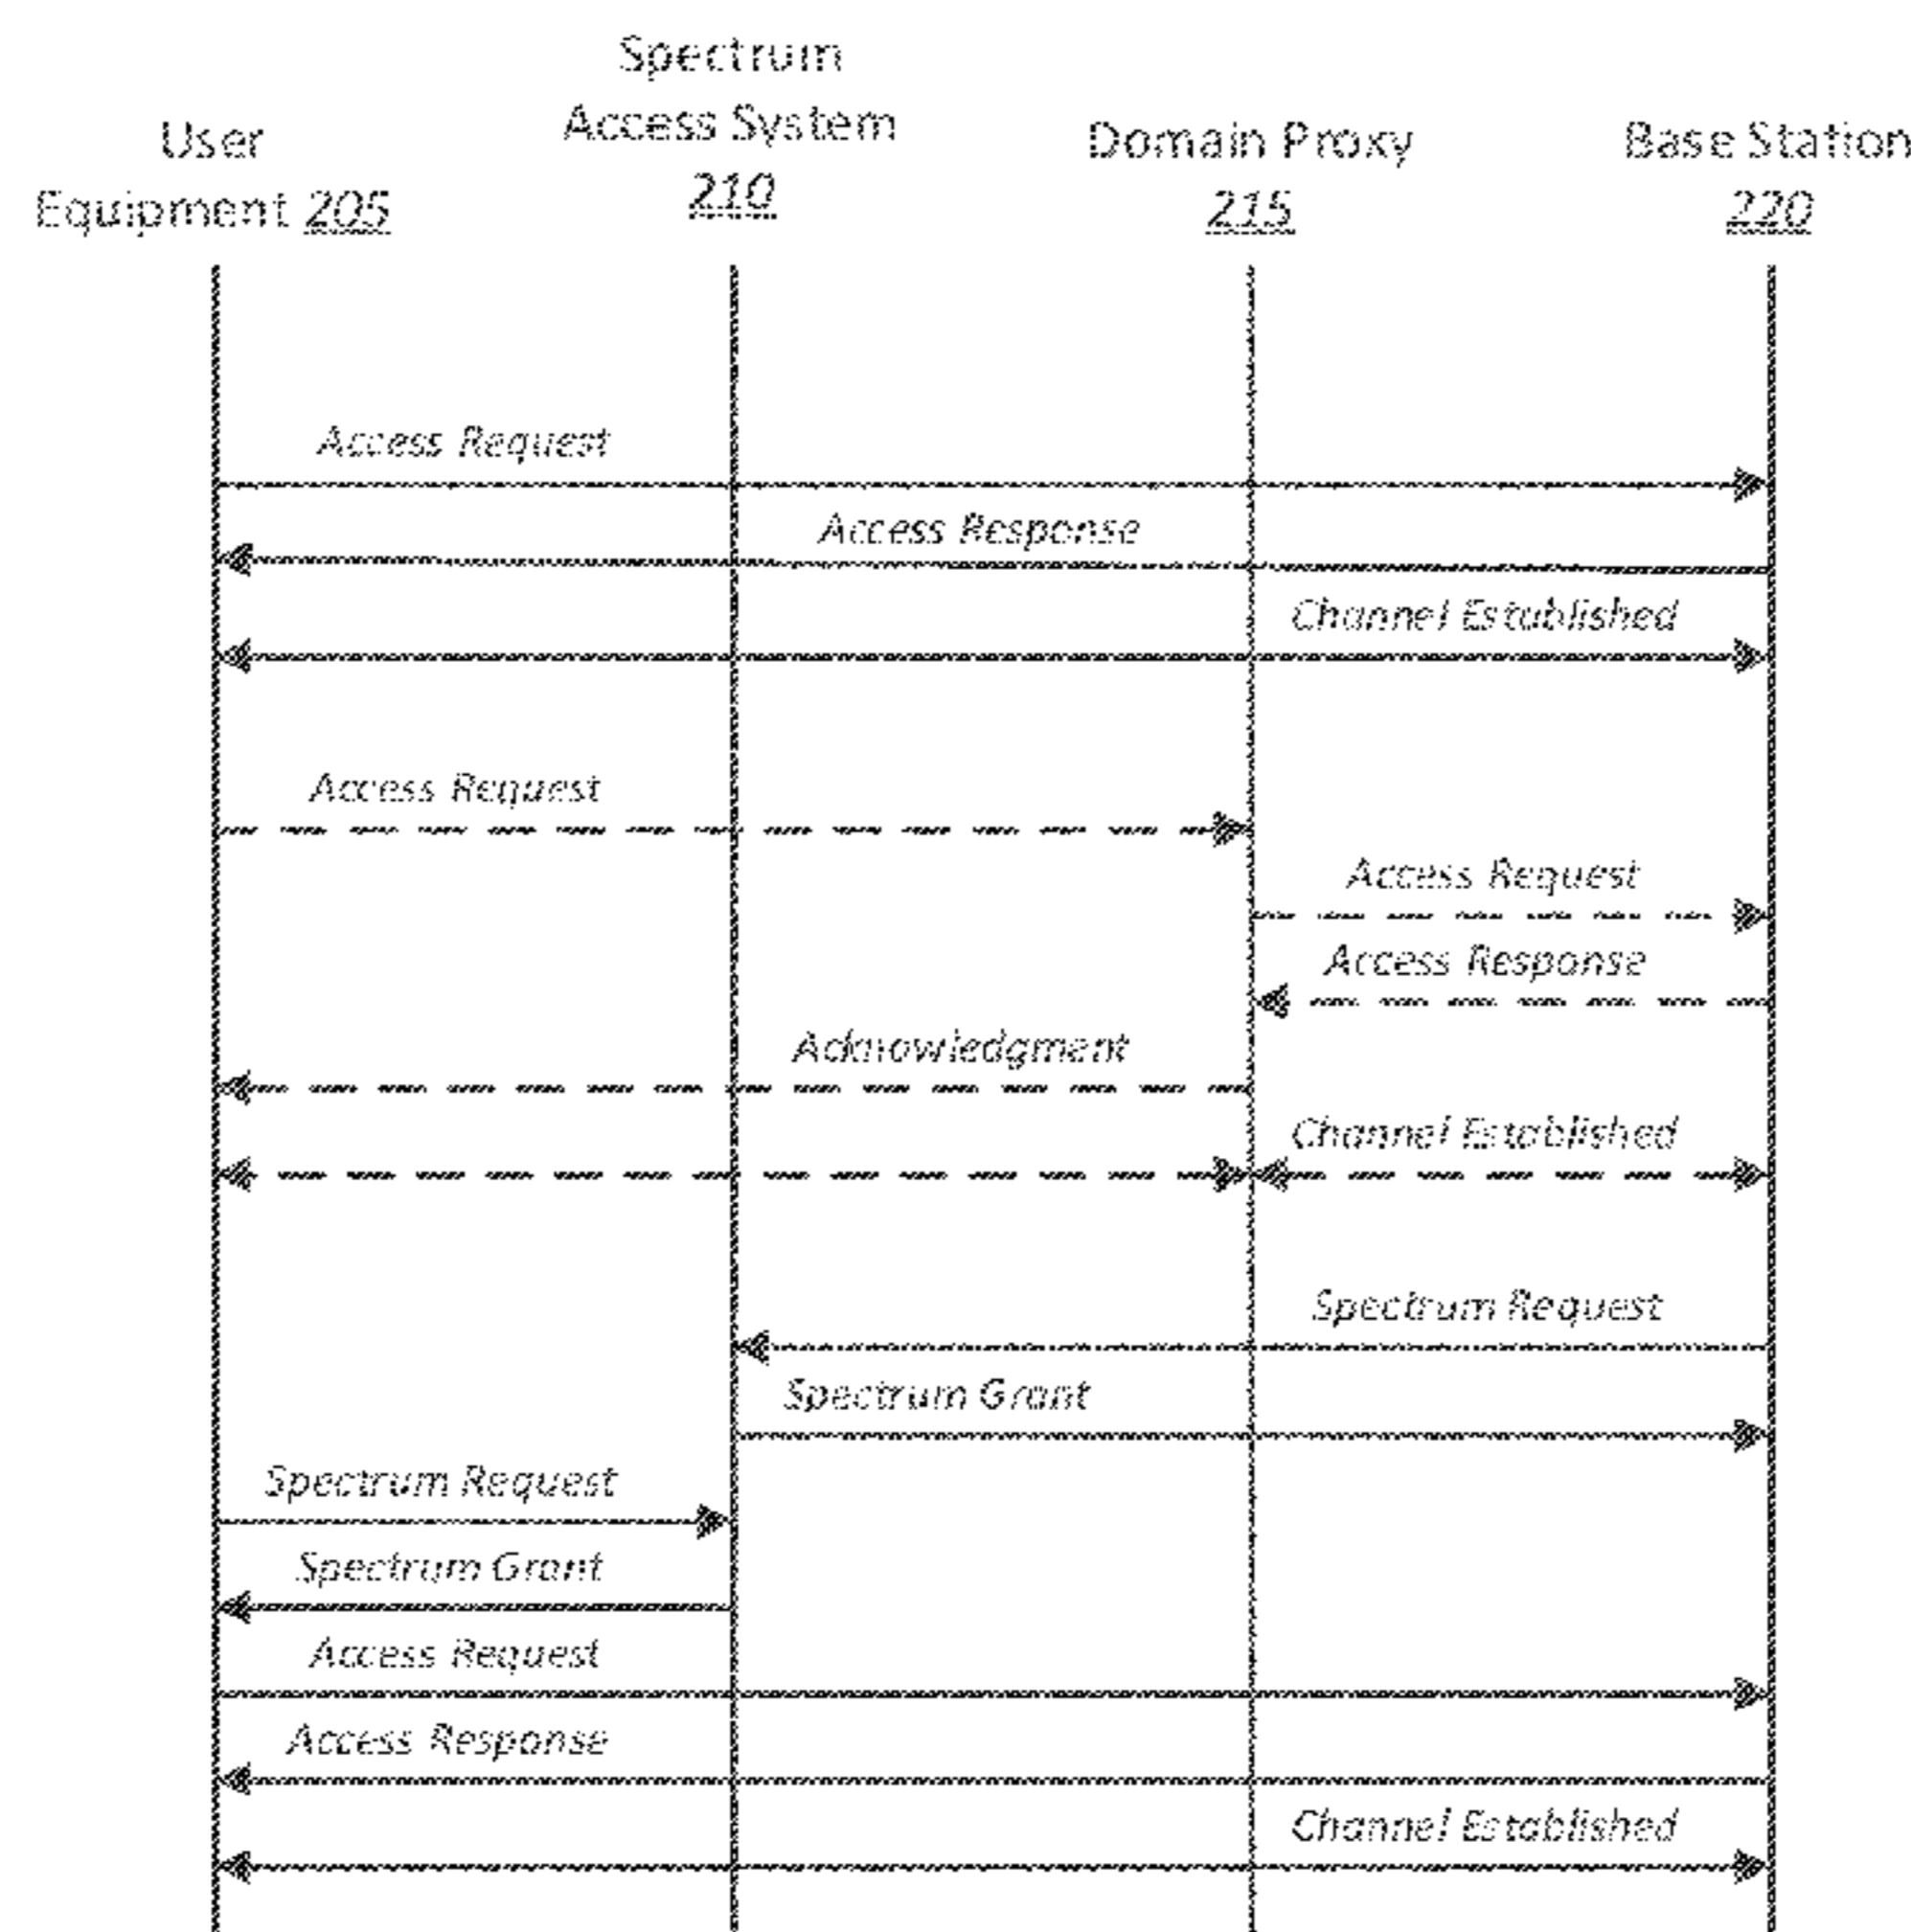 User
Equipment 205
Spectrum
Access System
210
Domain Proxy
215
Base Station
220
Access Request
Access Response
Channel Established
Access Request
Access Request
Access Response
Acknowledgment
Channel Established
Spectrum Request
Spectrum Grant
Spectrum Request
Spectrum Grant
Access Request
Access Response
Channel Established